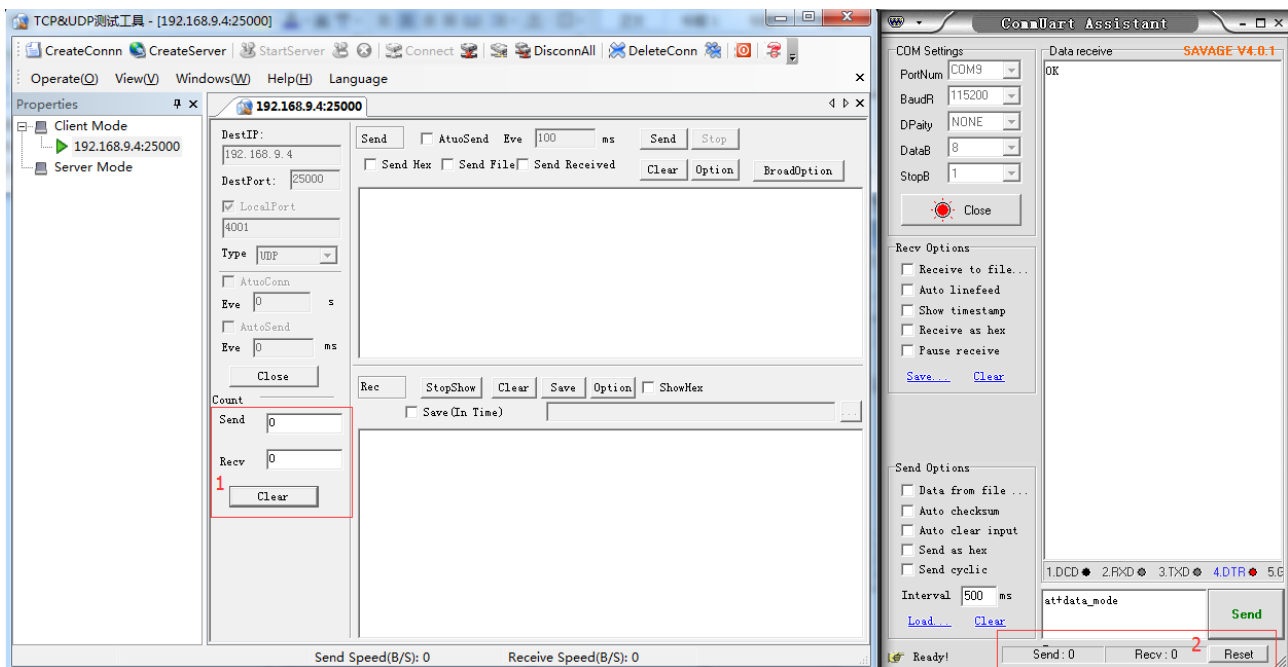 TCP&UDP测试工具 - [192.168.9.4:25000]
CreateConnn CreateServer StartServer Connect DisconnAll DeleteConn
Operate(O) View(V) Windows(W) Help(H) Language
Properties
Client Mode
192.168.9.4:25000
Server Mode
192.168.9.4:25000
DestIP:
192.168.9.4
DestPort: 25000
LocalPort
4001
Type UDP
AtuoConn
Eve 0 s
AutoSend
Eve 0 ms
Close
Count
Send 0
Recv 0
1
Clear
Send AtuoSend Eve 100 ms Send Stop
Send Hex Send File Send Received Clear Option BroadOption
Rec StopShow Clear Save Option ShowHex
Save(In Time) ...
Send Speed(B/S): 0 Receive Speed(B/S): 0
CommUart Assistant
COM Settings
PortNum COM9
BaudR 115200
DPaity NONE
DataB 8
StopB 1
Close
Recv Options
Receive to file...
Auto linefeed
Show timestamp
Receive as hex
Pause receive
Save... Clear
Send Options
Data from file ...
Auto checksum
Auto clear input
Send as hex
Send cyclic
Interval 500 ms
Load... Clear
Data receive SAVAGE V4.0.1
OK
1.DCD 2.RXD 3.TXD 4.DTR 5.
at+data_mode
Send
2
Ready! Send : 0 Recv : 0 Reset